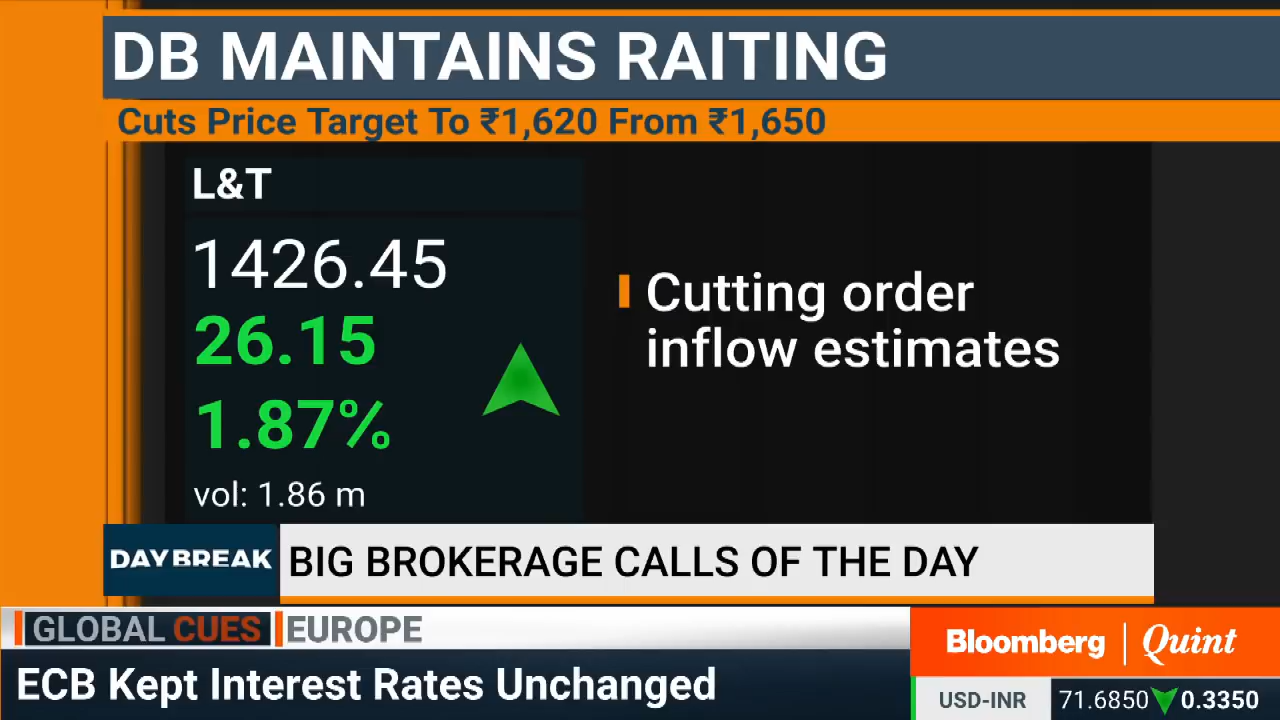 DB MAINTAINS RAITING
Cuts Price Target To ₹1,620 From ₹1,650
L&T
1426.45
26.15
1.87%
vol: 1.86 m
Cutting order
inflow estimates
DAYBREAK
BIG BROKERAGE CALLS OF THE DAY
GLOBAL CUES EUROPE
ECB Kept Interest Rates Unchanged
Bloomberg | Quint
USD-INR 71.6850 0.3350